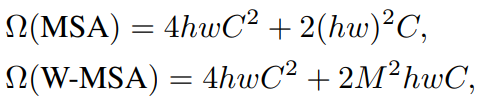 Ω(MSA) = 4hwC² + 2(hw)²C,
Ω(W-MSA) = 4hwC² + 2M²hwC,